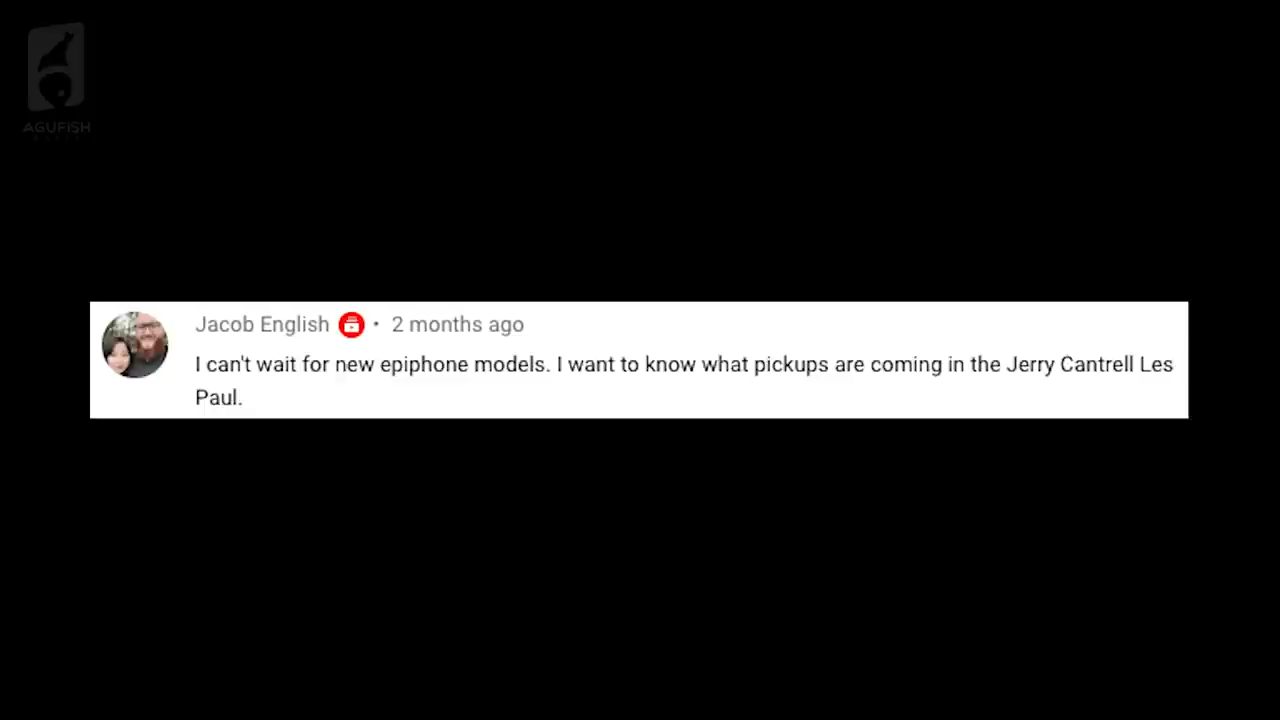 AGUFISH
Jacob English • 2 months ago
I can't wait for new epiphone models. I want to know what pickups are coming in the Jerry Cantrell Les
Paul.